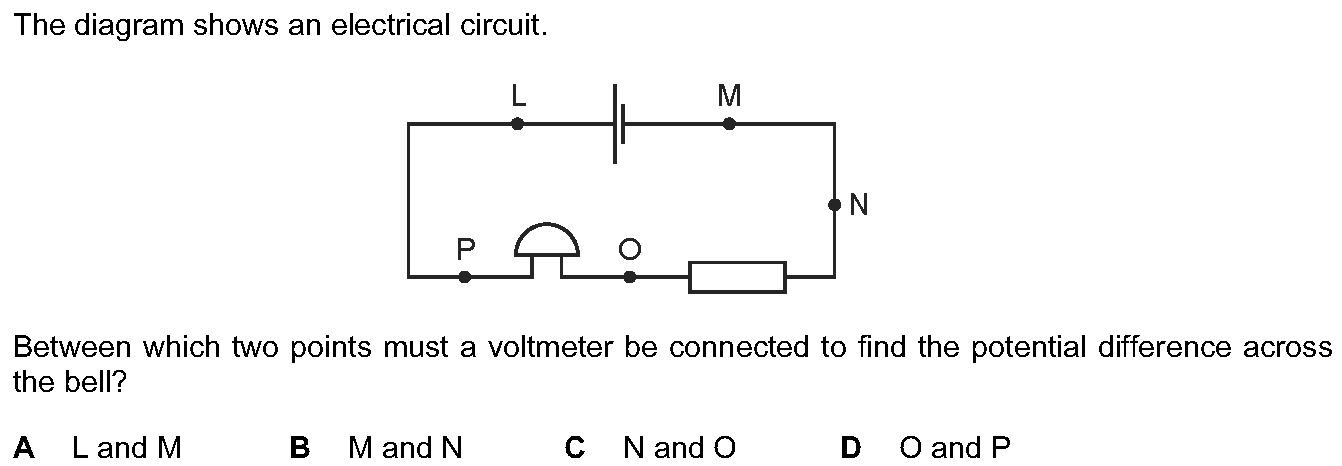 The diagram shows an electrical circuit.
L
M
N
P
O
Between which two points must a voltmeter be connected to find the potential difference across
the bell?
A L and M B M and N C N and O D O and P